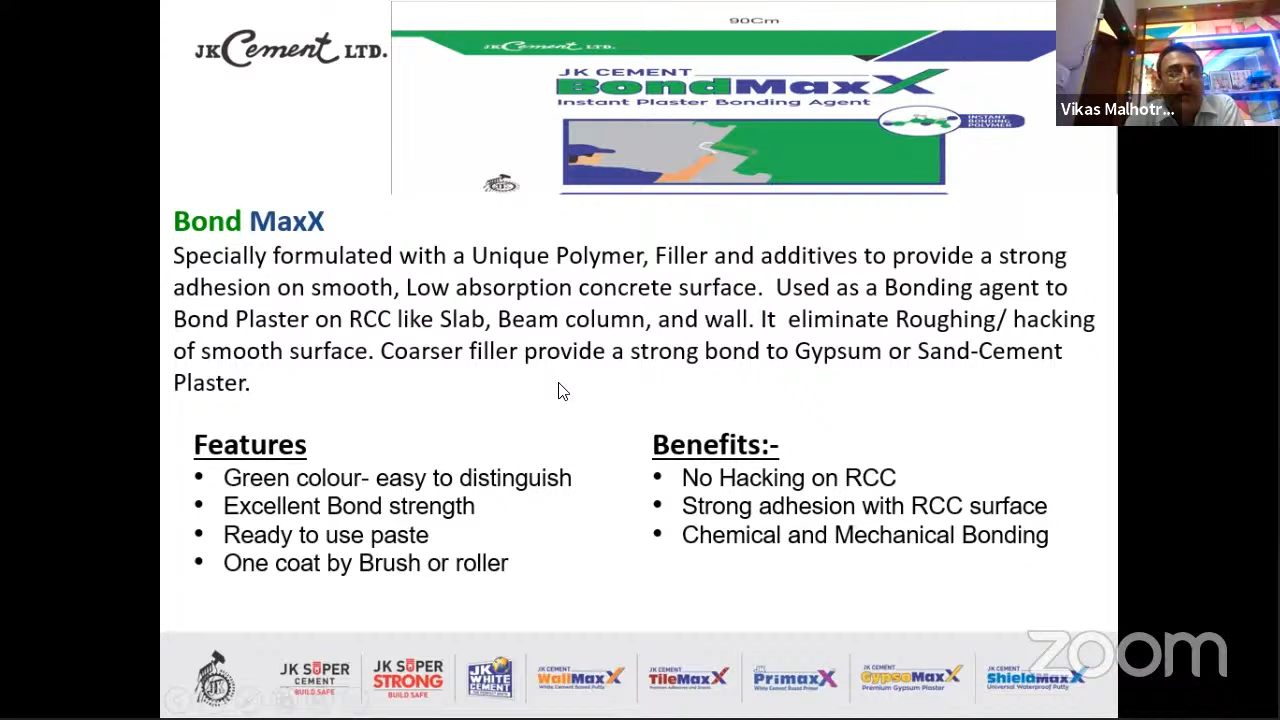 JK Cement LTD.
90Cm
JK Cement LTD.
JK CEMENT
BondMaxX
Instant Plaster Bonding Agent
INSTANT
BONDING
POLYMER
Vikas Malhotr...
Bond MaxX
Specially formulated with a Unique Polymer, Filler and additives to provide a strong
adhesion on smooth, Low absorption concrete surface. Used as a Bonding agent to
Bond Plaster on RCC like Slab, Beam column, and wall. It eliminate Roughing/ hacking
of smooth surface. Coarser filler provide a strong bond to Gypsum or Sand-Cement
Plaster.
Features
• Green colour- easy to distinguish
• Excellent Bond strength
• Ready to use paste
• One coat by Brush or roller
Benefits:-
• No Hacking on RCC
• Strong adhesion with RCC surface
• Chemical and Mechanical Bonding
JK SUPER
CEMENT
BUILD SAFE
JK SUPER
STRONG
BUILD SAFE
JK
WHITE
CEMENT
JK CEMENT
WallMaxX
White Cement Based Putty
JK CEMENT
TileMaxX
JK
PrimaxX
White Cement Based Primer
JK CEMENT
GypsoMaxX
Premium Gypsum Plaster
JK CEMENT
ShieldMaxX
Universal Waterproof Putty
zoom